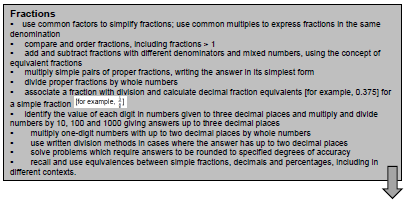 Fractions
• use common factors to simplify fractions; use common multiples to express fractions in the same
denomination
• compare and order fractions, including fractions > 1
• add and subtract fractions with different denominators and mixed numbers, using the concept of
equivalent fractions
• multiply simple pairs of proper fractions, writing the answer in its simplest form
• divide proper fractions by whole numbers
• associate a fraction with division and calculate decimal fraction equivalents [for example, 0.375] for
a simple fraction [for example, ]
• identify the value of each digit in numbers given to three decimal places and multiply and divide
numbers by 10, 100 and 1000 giving answers up to three decimal places
• multiply one-digit numbers with up to two decimal places by whole numbers
• use written division methods in cases where the answer has up to two decimal places
• solve problems which require answers to be rounded to specified degrees of accuracy
• recall and use equivalences between simple fractions, decimals and percentages, including in
different contexts.